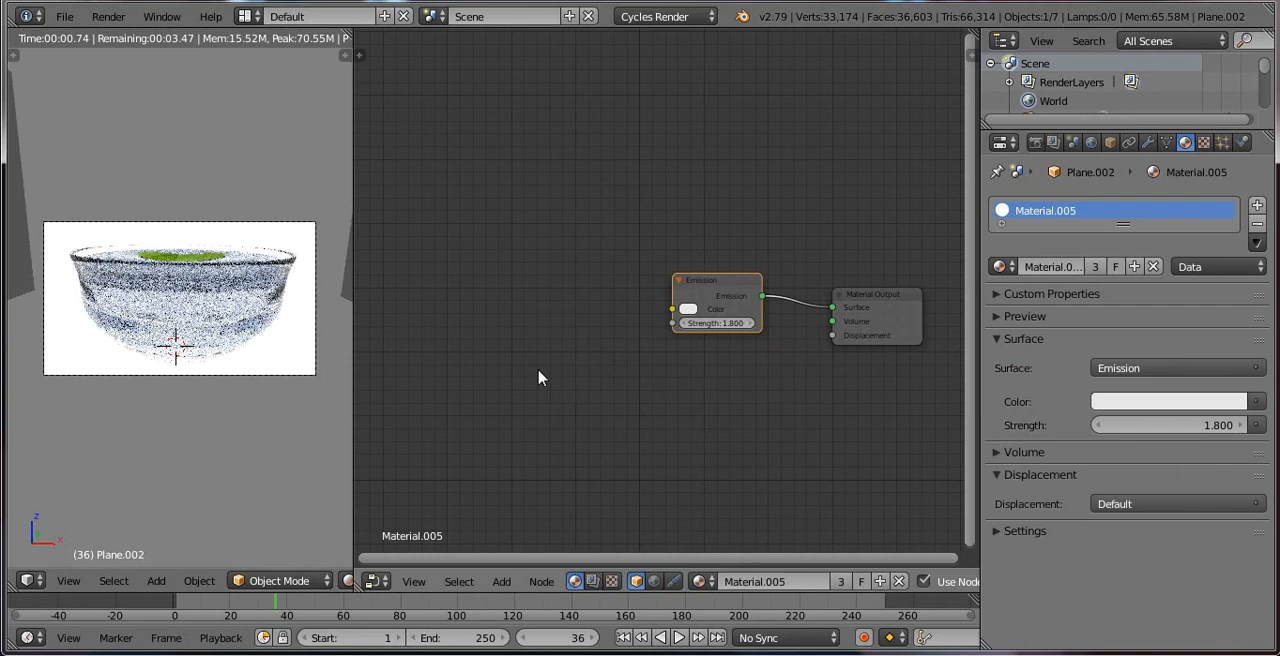 File Render Window Help Default Scene Cycles Render v2.79 | Verts:33,174 | Faces:36,603 | Tris:66,314 | Objects:1/7 | Lamps:0/0 | Mem:65.58M | Plane.002
Time:00:00.74 | Remaining:00:03.47 | Mem:15.52M, Peak:70.55M | P
View Search All Scenes
Scene
RenderLayers |
World
Plane.002 Material.005
Material.005
Material.0... 3 F Data
Custom Properties
Preview
Surface
Surface: Emission
Color:
Strength: 1.800
Volume
Displacement
Displacement: Default
Settings
Emission
Emission
Color
Strength: 1.800
Material Output
Surface
Volume
Displacement
z
x
(36) Plane.002
Material.005
View Select Add Object Object Mode
View Select Add Node Material.005 3 F Use Node
-40 -20 0 20 40 60 80 100 120 140 160 180 200 220 240 260
View Marker Frame Playback Start: 1 End: 250 36 No Sync